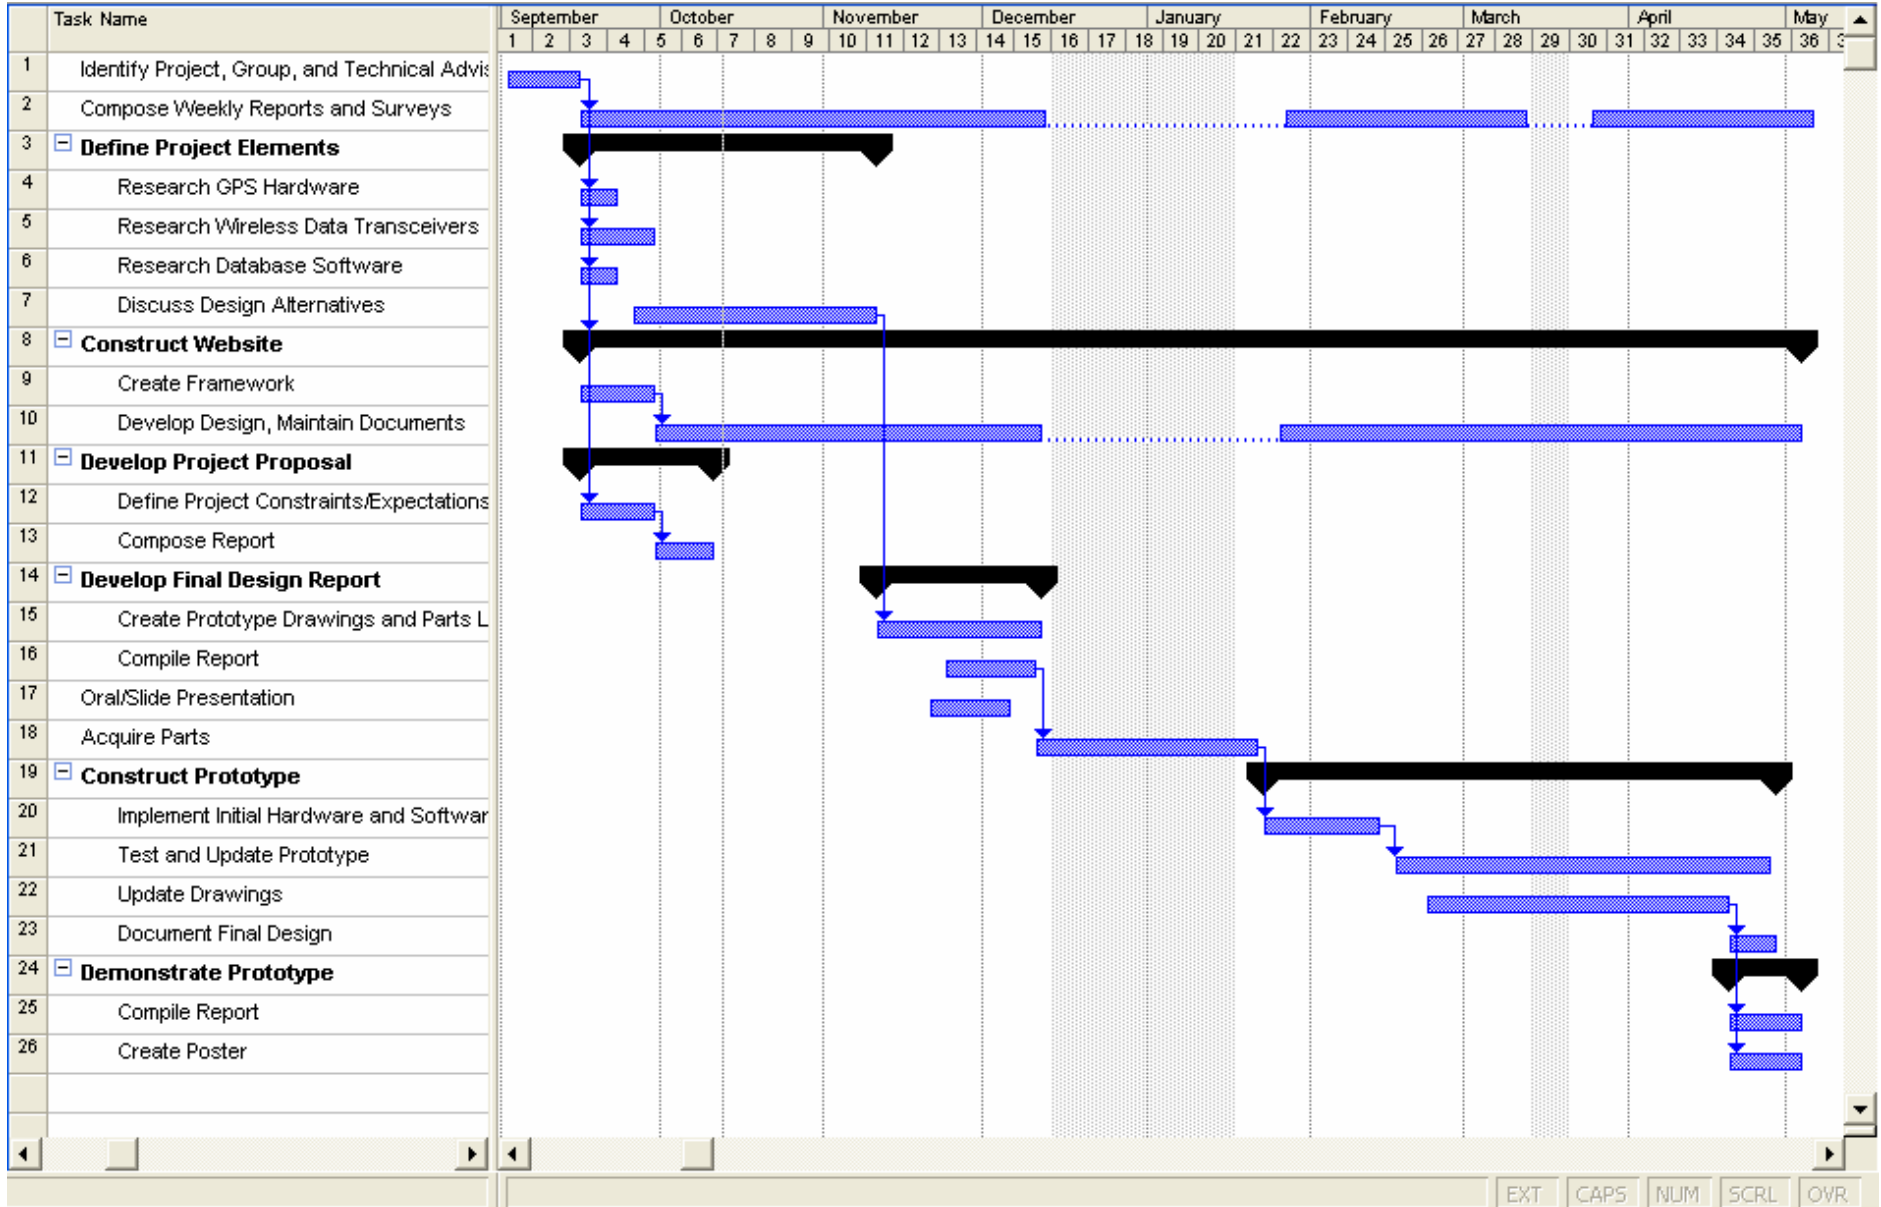 Task Name
September October November December January February March April May
1 2 3 4 5 6 7 8 9 10 11 12 13 14 15 16 17 18 19 20 21 22 23 24 25 26 27 28 29 30 31 32 33 34 35 36
1 Identify Project, Group, and Technical Advis
2 Compose Weekly Reports and Surveys
3 Define Project Elements
4 Research GPS Hardware
5 Research Wireless Data Transceivers
6 Research Database Software
7 Discuss Design Alternatives
8 Construct Website
9 Create Framework
10 Develop Design, Maintain Documents
11 Develop Project Proposal
12 Define Project Constraints/Expectations
13 Compose Report
14 Develop Final Design Report
15 Create Prototype Drawings and Parts L
16 Compile Report
17 Oral/Slide Presentation
18 Acquire Parts
19 Construct Prototype
20 Implement Initial Hardware and Softwar
21 Test and Update Prototype
22 Update Drawings
23 Document Final Design
24 Demonstrate Prototype
25 Compile Report
26 Create Poster
EXT CAPS NUM SCRL OVR